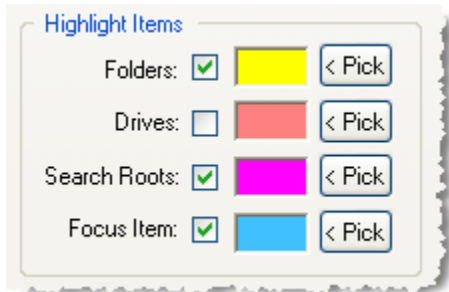 Highlight Items
Folders: < Pick
Drives: < Pick
Search Roots: < Pick
Focus Item: < Pick